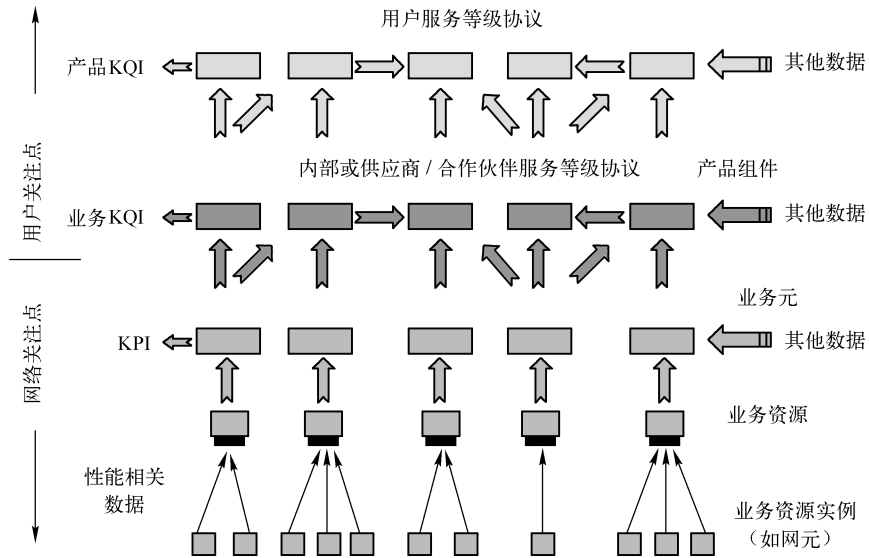 用户服务等级协议
产品KQI
其他数据
内部或供应商 / 合作伙伴服务等级协议
产品组件
用户关注点
业务KQI
其他数据
业务元
网络关注点
KPI
其他数据
业务资源
性能相关
数据
业务资源实例
（如网元）